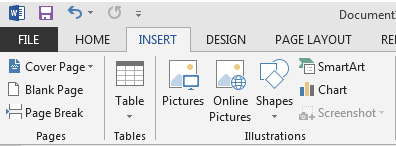 Document
FILE HOME INSERT DESIGN PAGE LAYOUT RE
Cover Page
Blank Page
Page Break
Pages
Table
Tables
Pictures
Online
Pictures
Shapes
SmartArt
Chart
Screenshot
Illustrations